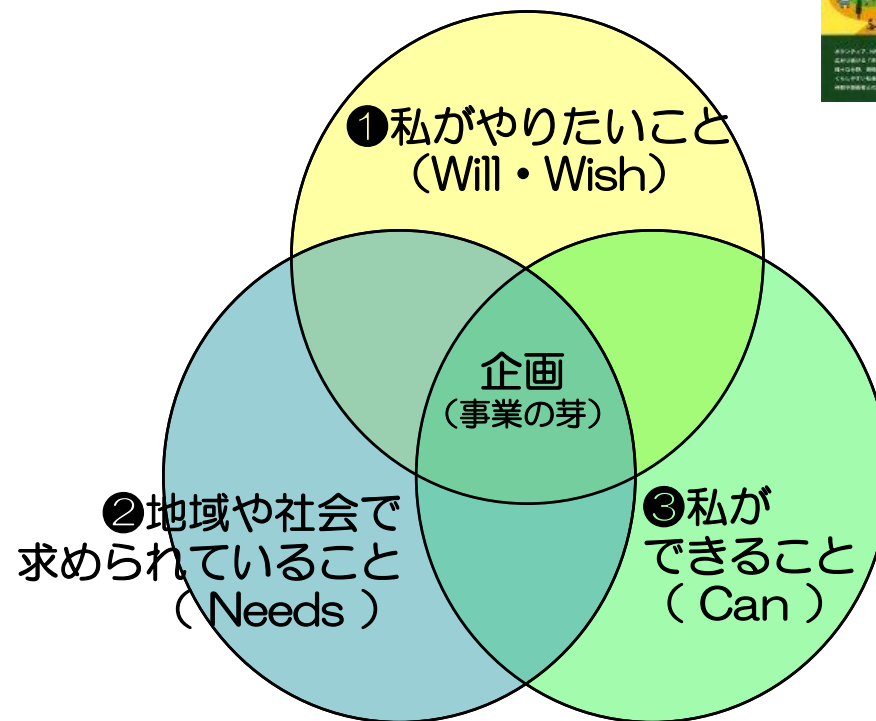 ❶私がやりたいこと
（Will・Wish）
企画
（事業の芽）
❷地域や社会で
求められていること
（ Needs ）
❸私が
できること
（ Can ）